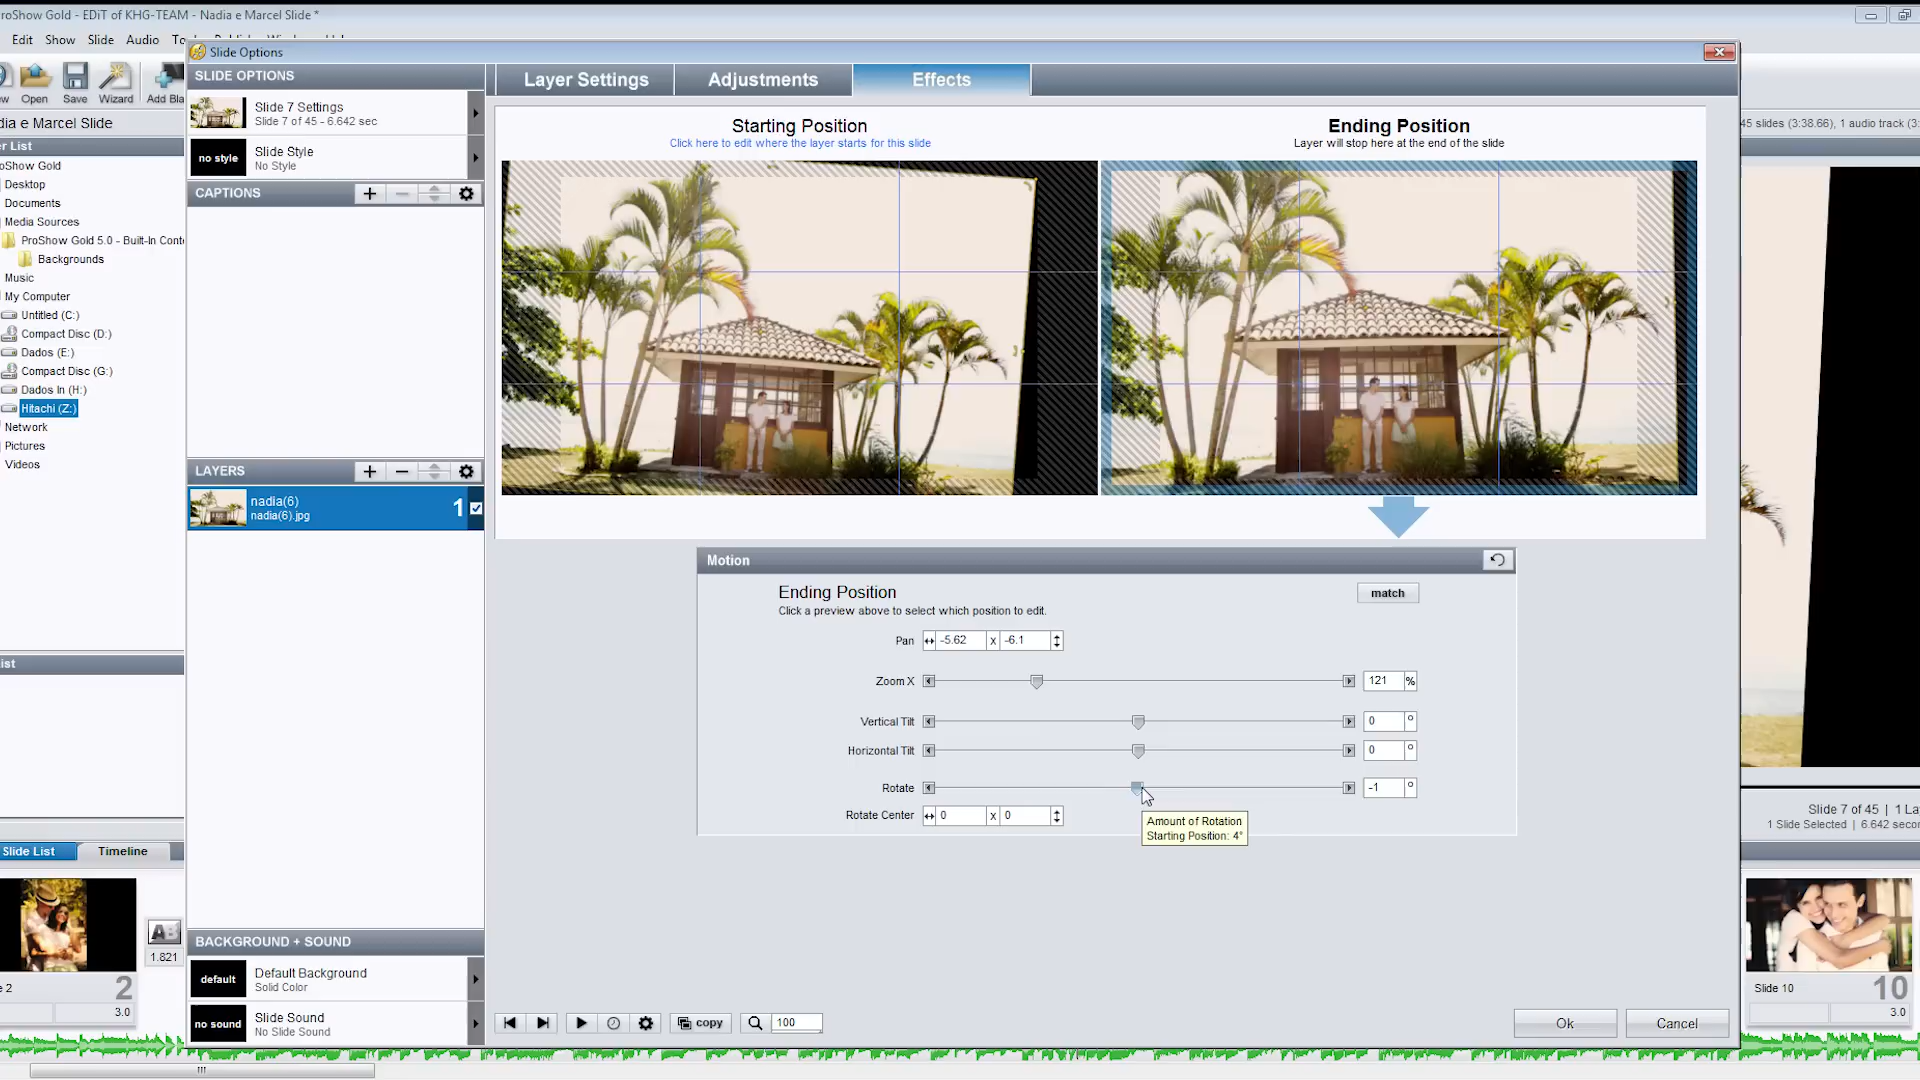 roShow Gold - EDiT of KHG-TEAM - Nadia e Marcel Slide *
Edit Show Slide Audio
Slide Options
Open Save Wizard Add Bla
dia e Marcel Slide
er List
oShow Gold
Desktop
Documents
Media Sources
ProShow Gold 5.0 - Built-In Conte
Backgrounds
Music
My Computer
Untitled (C:)
Compact Disc (D:)
Dados (E:)
Compact Disc (G:)
Dados In (H:)
Hitachi (Z:)
Network
Pictures
Videos
ist
SLIDE OPTIONS
Slide 7 Settings
Slide 7 of 45 - 6.642 sec
no style
Slide Style
No Style
CAPTIONS
LAYERS
nadia(6)
nadia(6).jpg
1
BACKGROUND + SOUND
default
Default Background
Solid Color
no sound
Slide Sound
No Slide Sound
Layer Settings
Adjustments
Effects
Starting Position
Click here to edit where the layer starts for this slide
Ending Position
Layer will stop here at the end of the slide
Motion
Ending Position
Click a preview above to select which position to edit.
match
Pan -5.62 x -6.1
Zoom X 121 %
Vertical Tilt 0 °
Horizontal Tilt 0 °
Rotate -1 °
Rotate Center 0 x 0
Amount of Rotation
Starting Position: 4°
copy
100
Ok
Cancel
45 slides (3:38.66), 1 audio track (3:
Slide 7 of 45 | 1 La
1 Slide Selected | 6.642 secor
Slide List
Timeline
AB
1.821
e 2
2
3.0
Slide 10
10
3.0